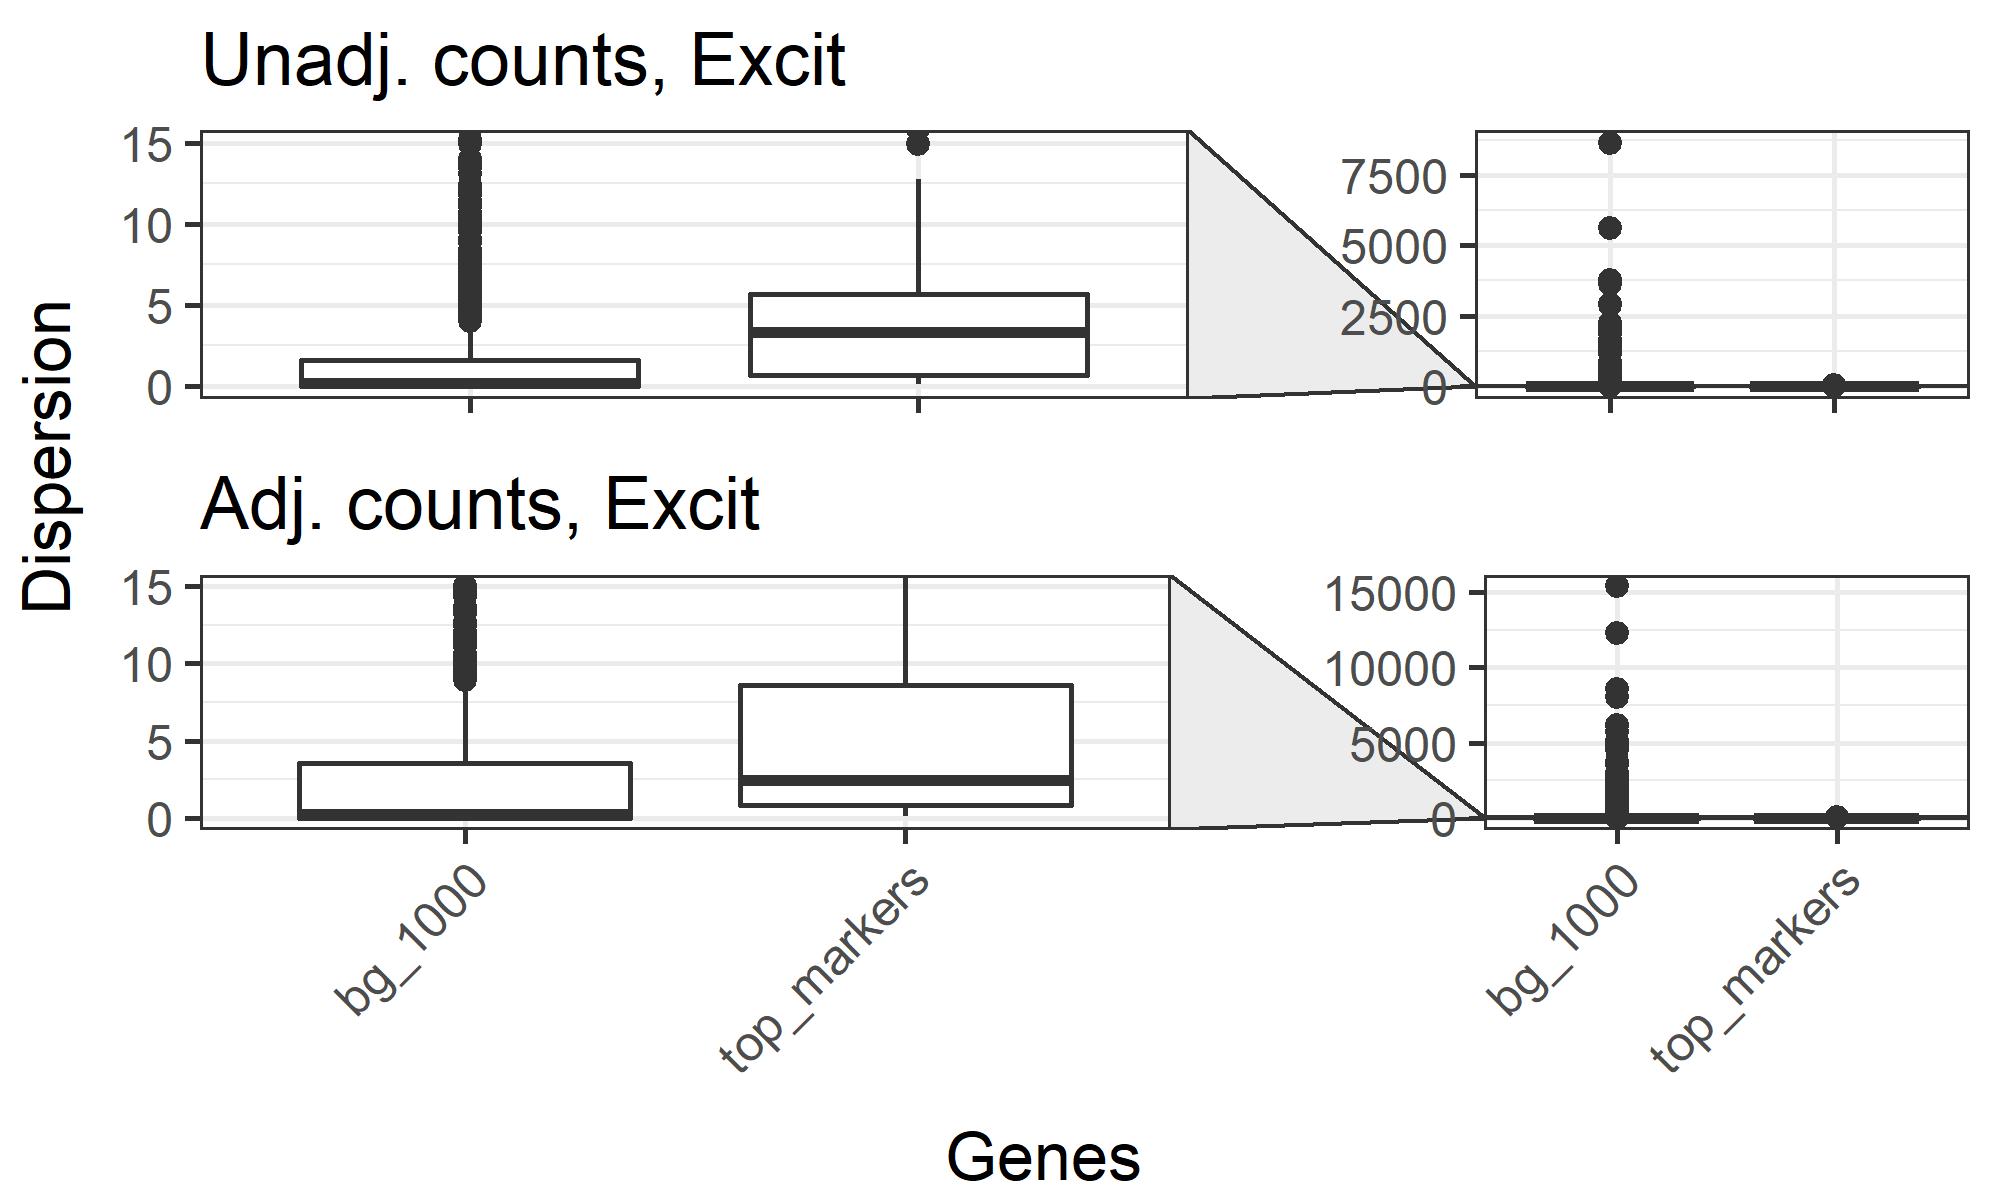 Unadj. counts, Excit
15
10
5
0
7500
5000
2500
0
Dispersion
Adj. counts, Excit
15
10
5
0
15000
10000
5000
0
bg_1000
top_markers
bg_1000
top_markers
Genes